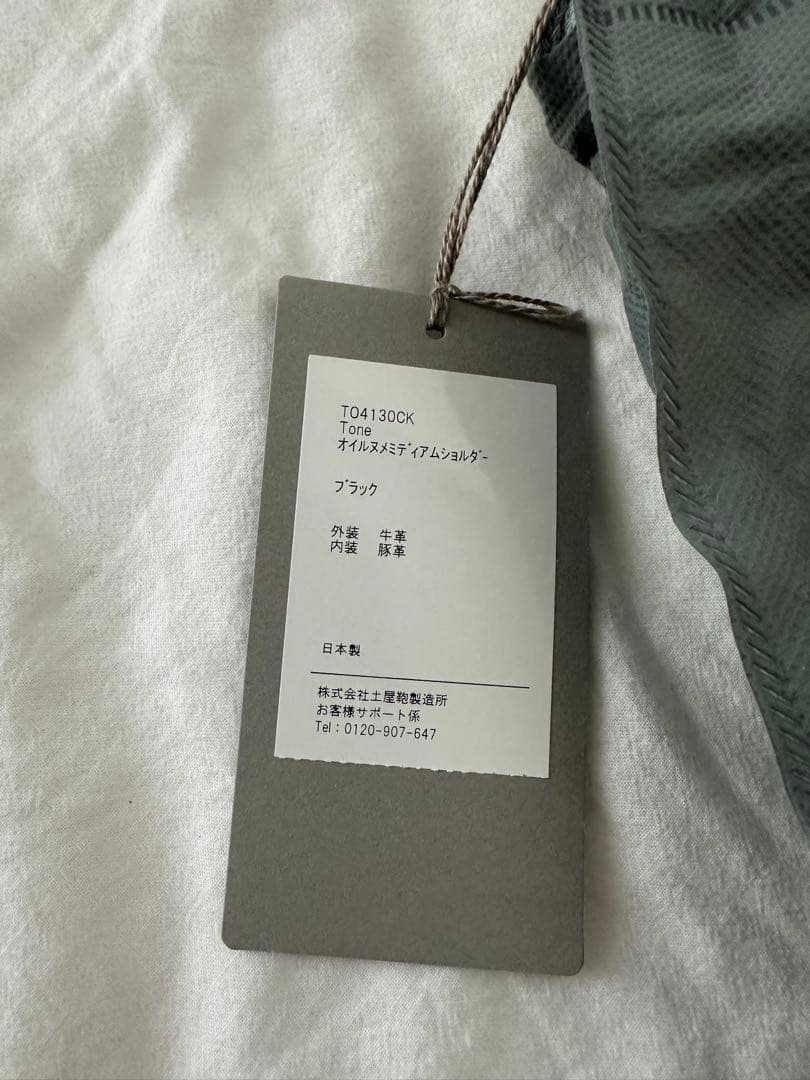 TO4130CK
Tone
オイルヌメミディアムショルダー
ブラック
外装 牛革
内装 豚革
日本製
株式会社土屋鞄製造所
お客様サポート係
Tel：0120-907-647